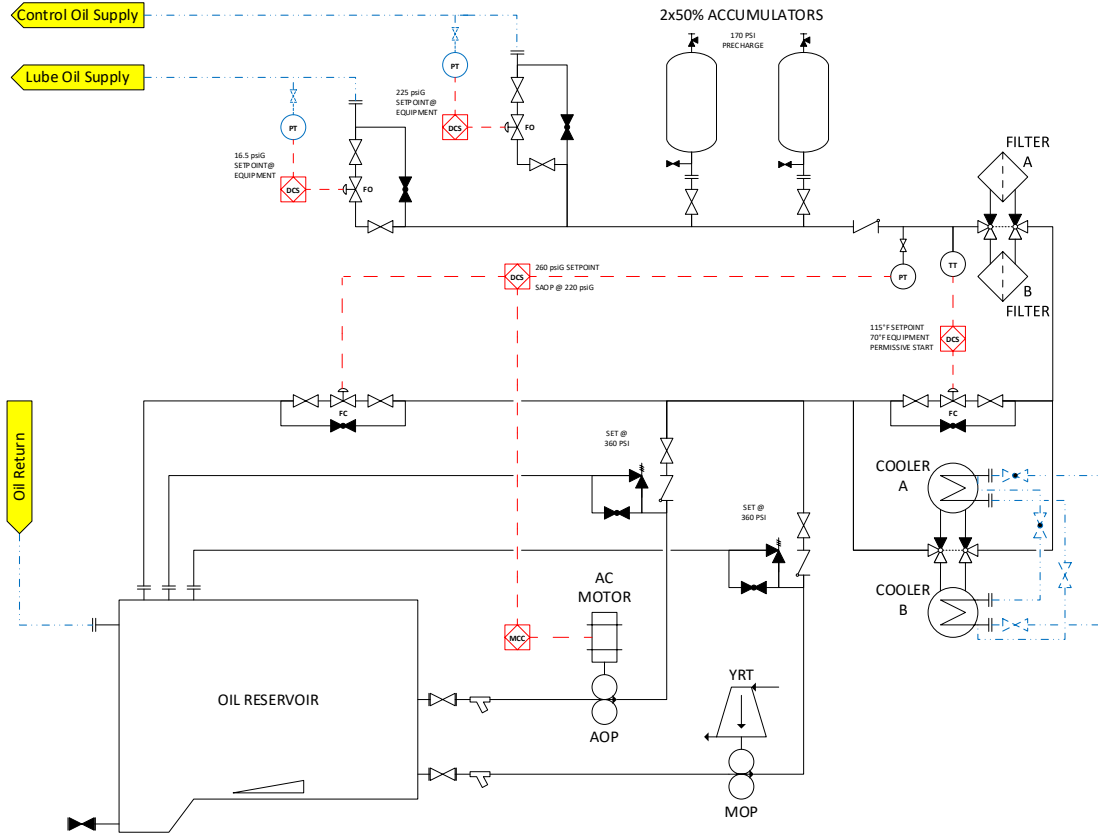 Control Oil Supply
2x50% ACCUMULATORS
170 PSI
PRECHARGE
Lube Oil Supply
PT
225 psiG
SETPOINT@
EQUIPMENT
DCS
FO
PT
16.5 psiG
SETPOINT@
EQUIPMENT
DCS
FO
FILTER
A
B
FILTER
260 psiG SETPOINT
DCS
SAOP @ 220 psiG
PT
TT
115°F SETPOINT
70°F EQUIPMENT
PERMISSIVE START
DCS
FC
FC
Oil Return
SET @
360 PSI
COOLER
A
SET @
360 PSI
COOLER
B
AC
MOTOR
MCC
YRT
OIL RESERVOIR
AOP
MOP